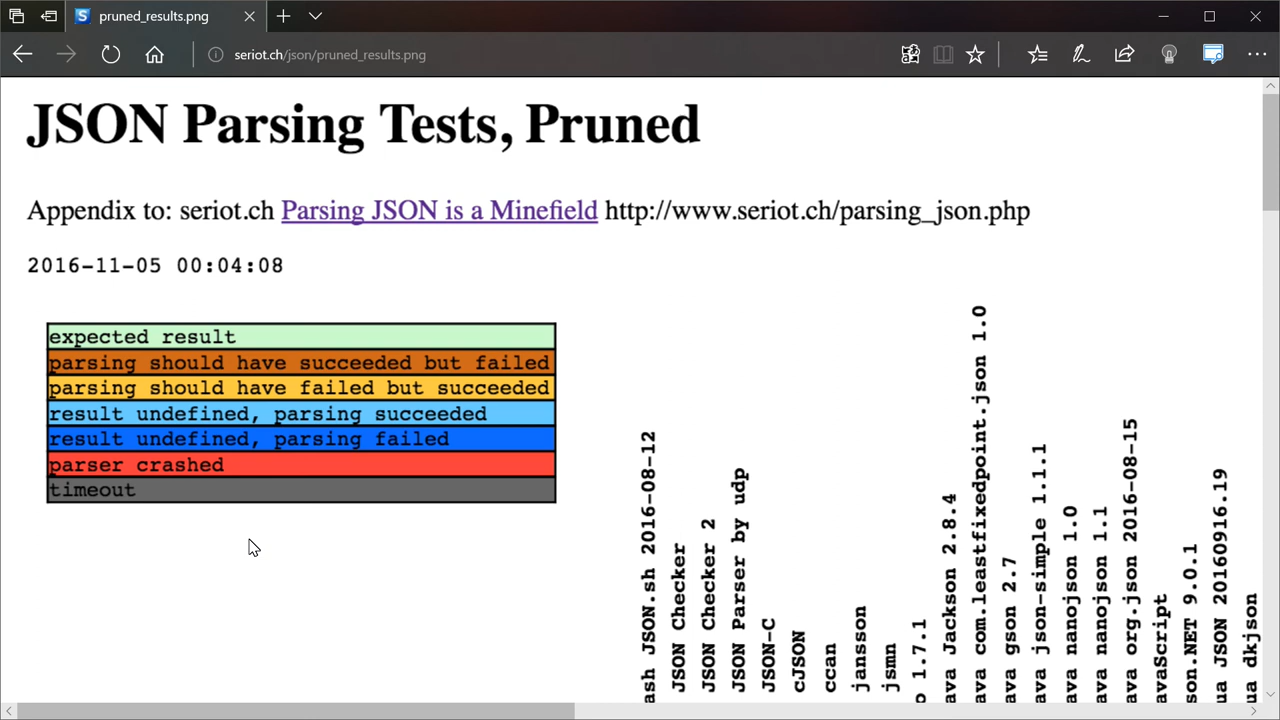 pruned_results.png
seriot.ch/json/pruned_results.png
JSON Parsing Tests, Pruned
Appendix to: seriot.ch Parsing JSON is a Minefield http://www.seriot.ch/parsing_json.php
2016-11-05 00:04:08
expected result
parsing should have succeeded but failed
parsing should have failed but succeeded
result undefined, parsing succeeded
result undefined, parsing failed
parser crashed
timeout
ash JSON.sh 2016-08-12
JSON Checker
JSON Checker 2
JSON Parser by udp
JSON-C
cJSON
ccan
jansson
jsmn
o 1.7.1
ava Jackson 2.8.4
ava com.leastfixedpoint.json 1.0
ava gson 2.7
ava json-simple 1.1.1
ava nanojson 1.0
ava nanojson 1.1
ava org.json 2016-08-15
avaScript
son.NET 9.0.1
ua JSON 20160916.19
ua dkjson